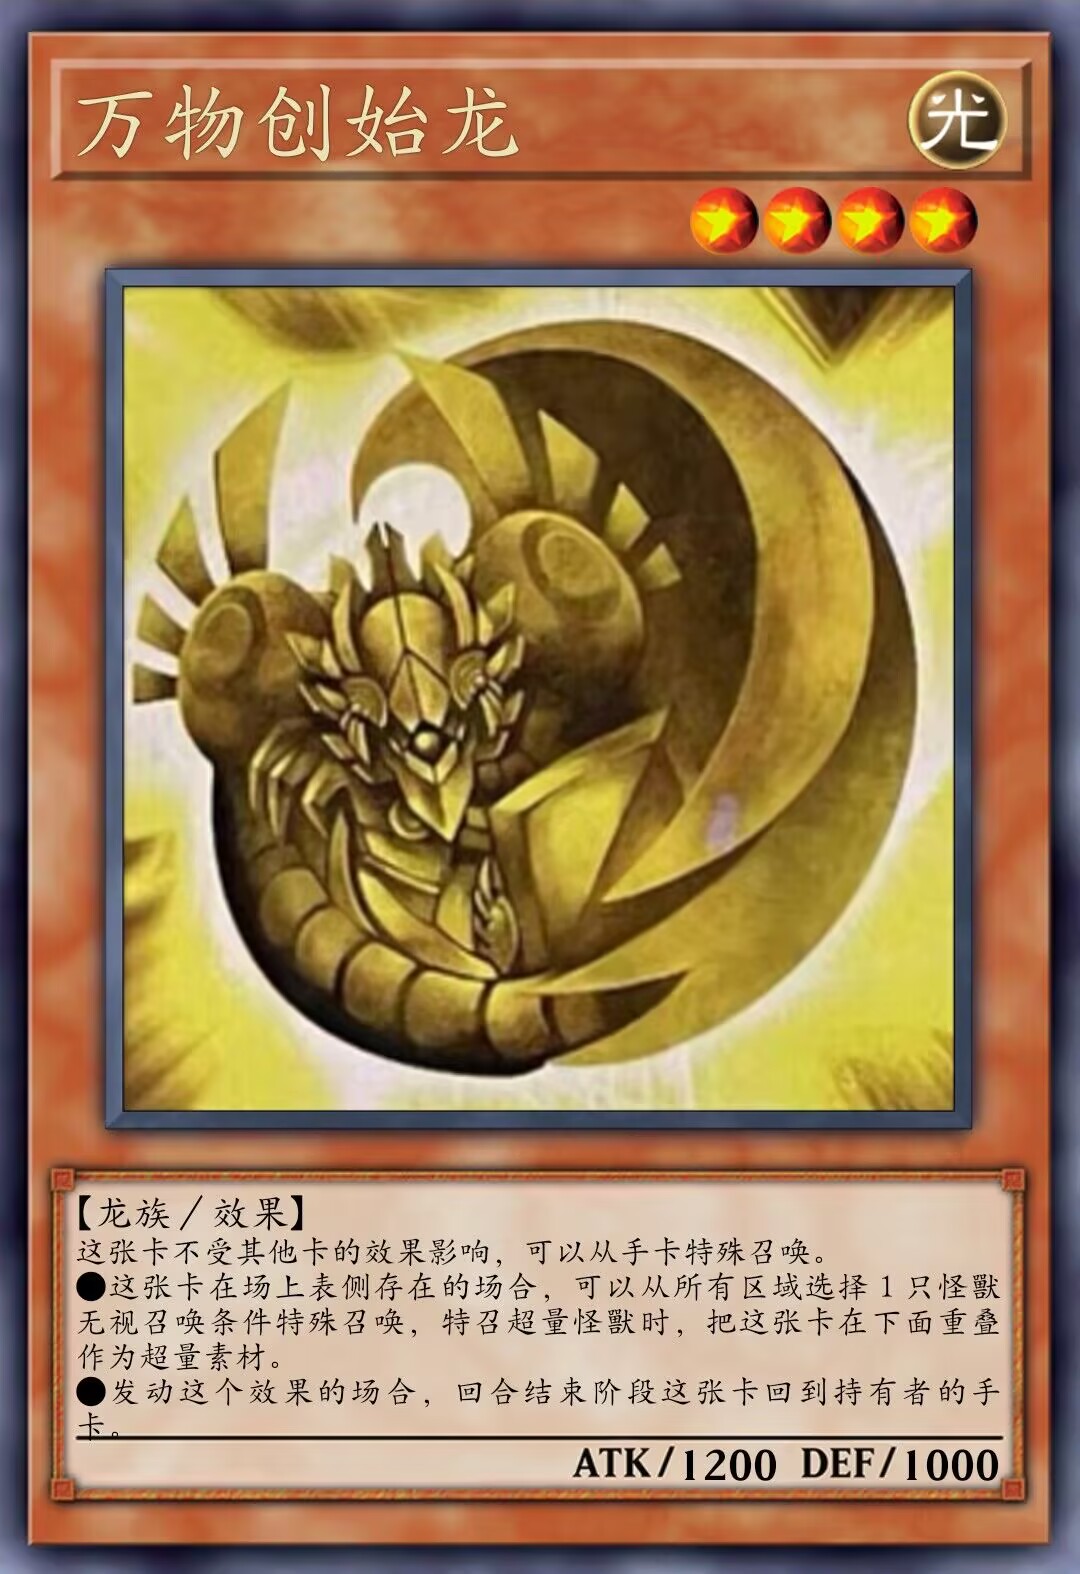 万物创始龙
光
【龙族／效果】
这张卡不受其他卡的效果影响，可以从手卡特殊召唤。
●这张卡在场上表侧存在的场合，可以从所有区域选择1只怪兽
无视召唤条件特殊召唤，特召超量怪兽时，把这张卡在下面重叠
作为超量素材。
●发动这个效果的场合，回合结束阶段这张卡回到持有者的手
卡。
ATK/1200 DEF/1000